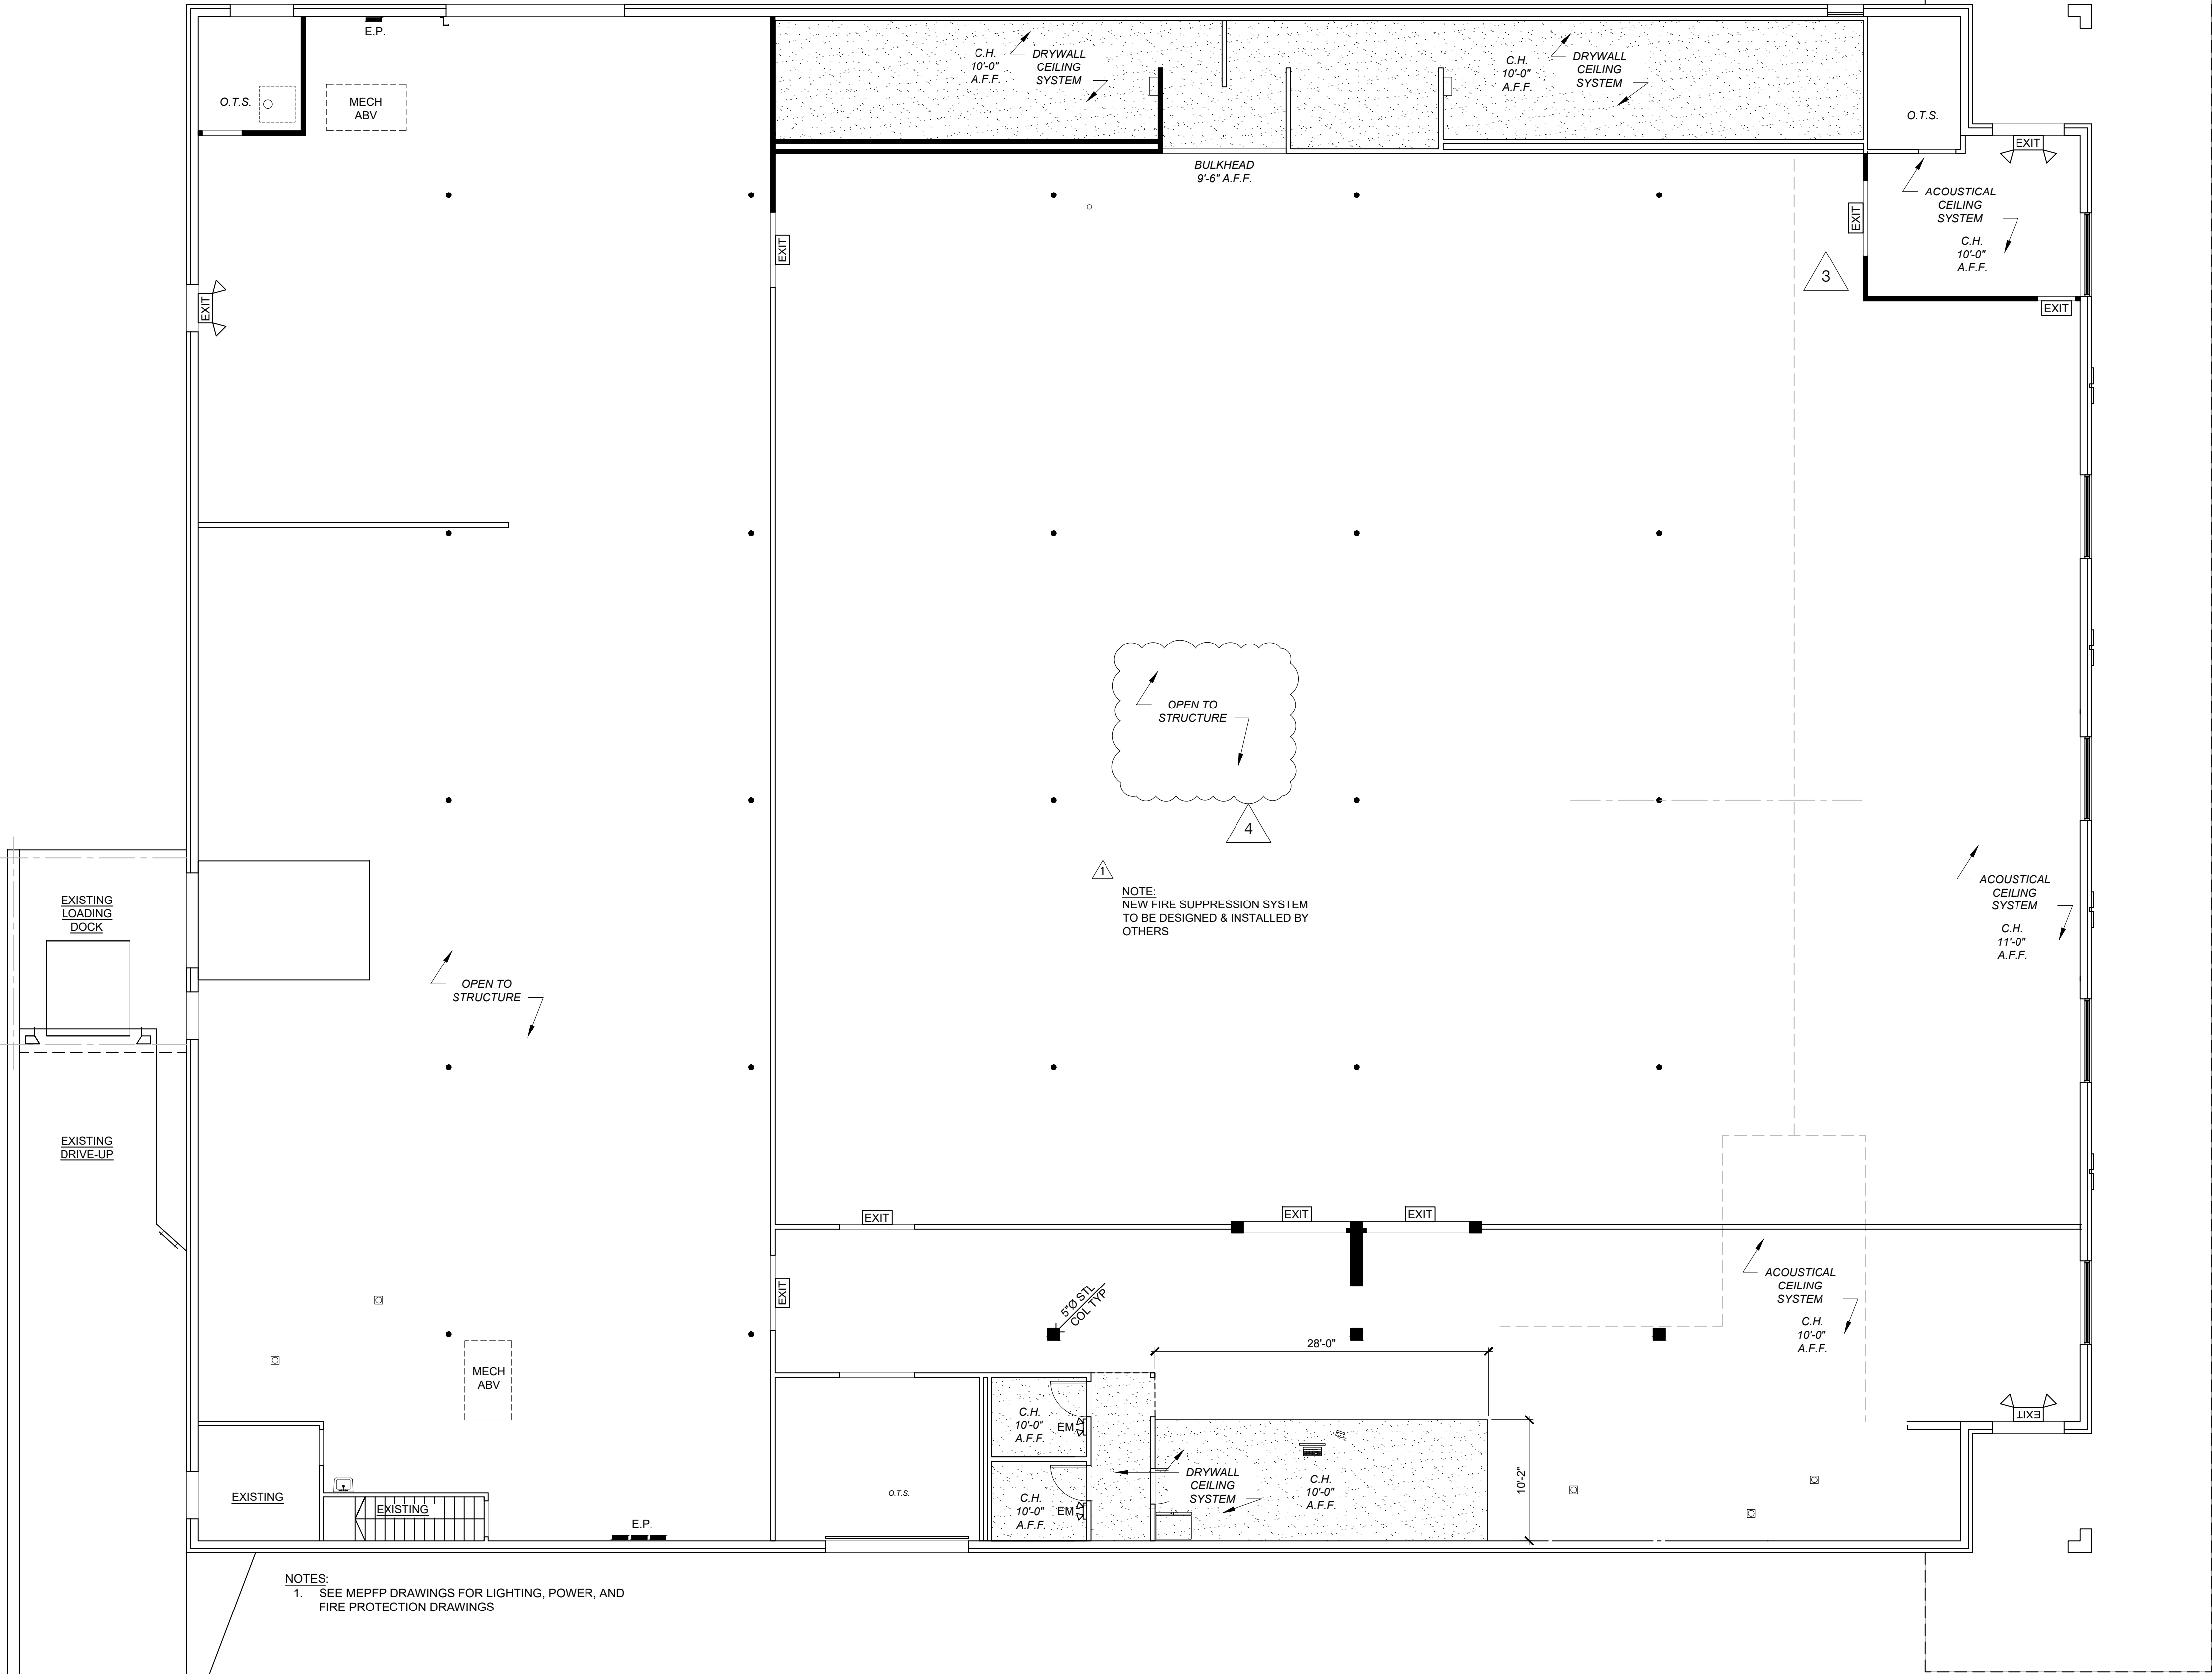 E.P.
O.T.S.
MECH
ABV
C.H.
10'-0"
A.F.F.
DRYWALL
CEILING
SYSTEM
C.H.
10'-0"
A.F.F.
DRYWALL
CEILING
SYSTEM
O.T.S.
EXIT
BULKHEAD
9'-6" A.F.F.
ACOUSTICAL
CEILING
SYSTEM
C.H.
10'-0"
A.F.F.
EXIT
EXIT
EXIT
3
EXIT
OPEN TO
STRUCTURE
4
1
NOTE:
NEW FIRE SUPPRESSION SYSTEM
TO BE DESIGNED & INSTALLED BY
OTHERS
ACOUSTICAL
CEILING
SYSTEM
C.H.
11'-0"
A.F.F.
EXISTING
LOADING
DOCK
OPEN TO
STRUCTURE
EXISTING
DRIVE-UP
EXIT
EXIT
EXIT
EXIT
5"Ø STL
COL TYP
ACOUSTICAL
CEILING
SYSTEM
C.H.
10'-0"
A.F.F.
28'-0"
MECH
ABV
C.H.
10'-0"
A.F.F.
EM
EXIT
C.H.
10'-0"
A.F.F.
EM
DRYWALL
CEILING
SYSTEM
C.H.
10'-0"
A.F.F.
10'-2"
O.T.S.
EXISTING
EXISTING
E.P.
NOTES:
1. SEE MEPFP DRAWINGS FOR LIGHTING, POWER, AND
FIRE PROTECTION DRAWINGS